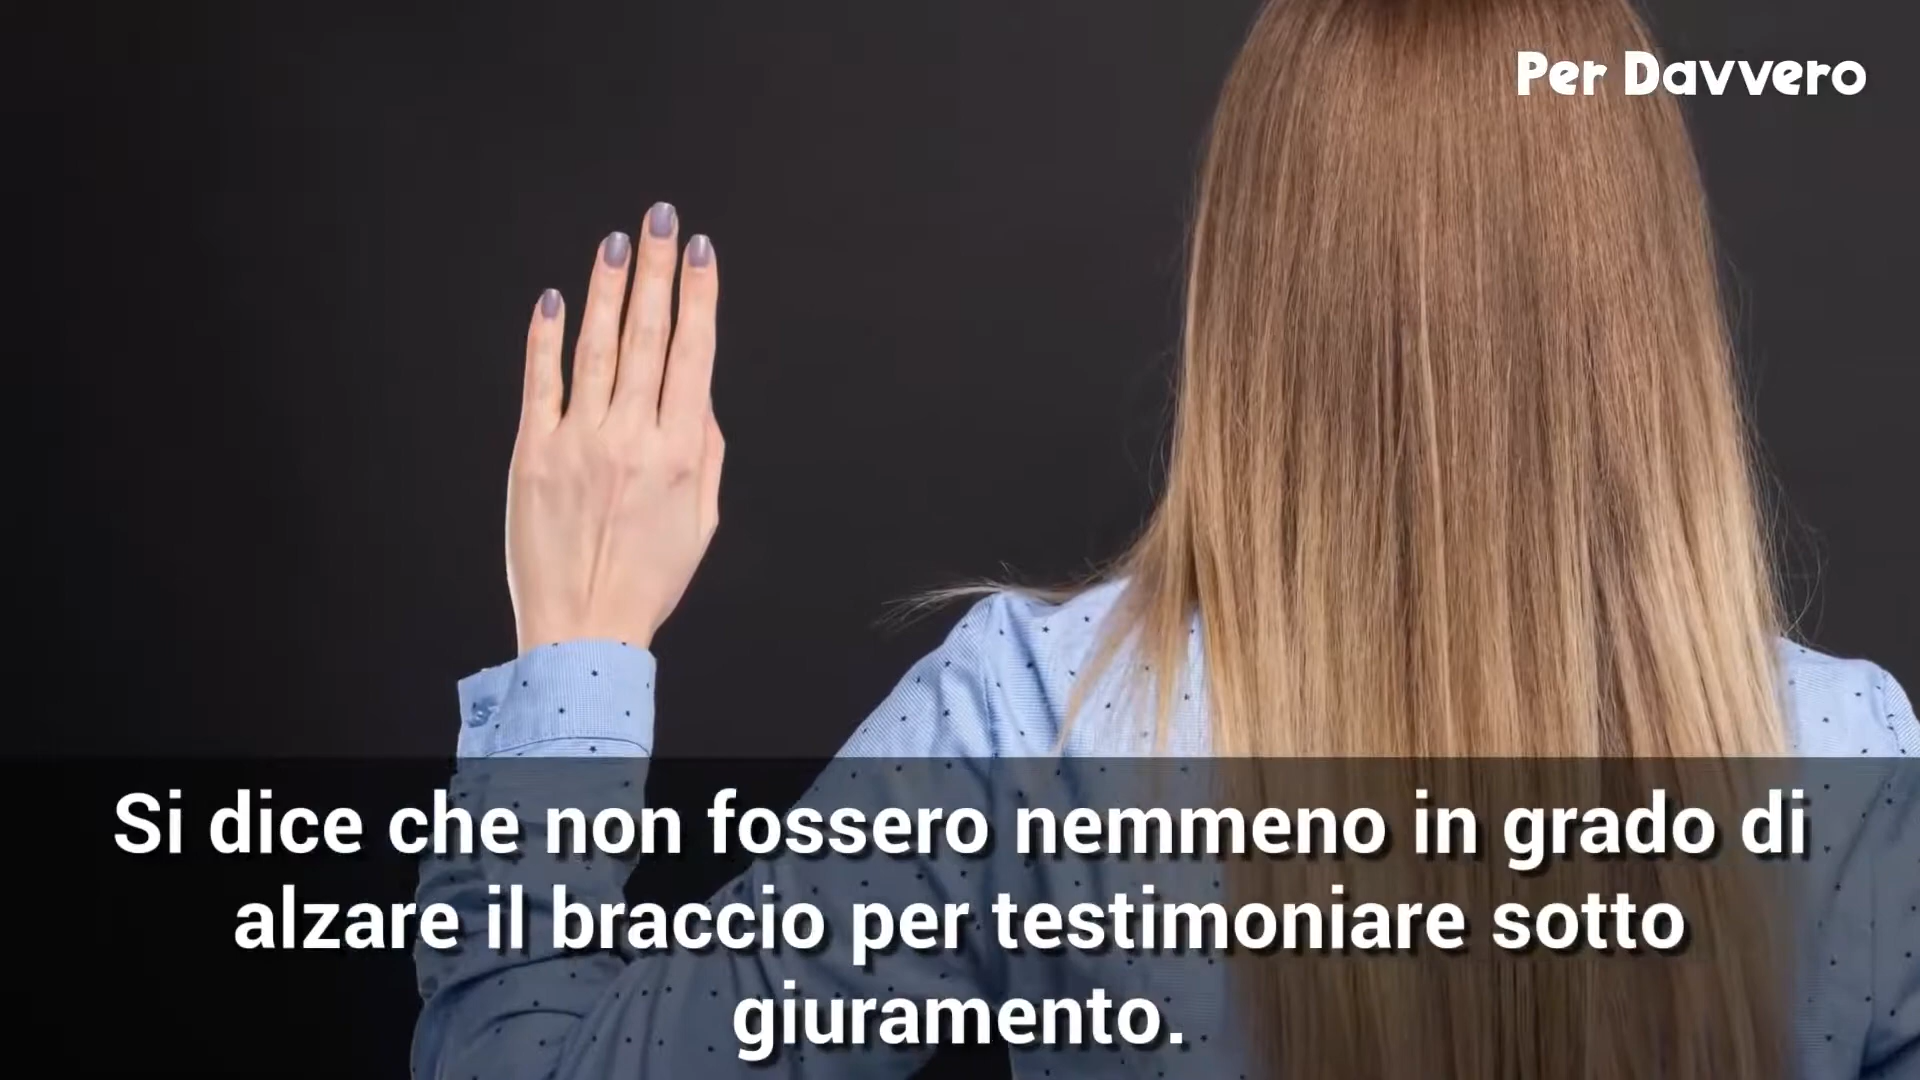 Per Davvero
Si dice che non fossero nemmeno in grado di
alzare il braccio per testimoniare sotto
giuramento.